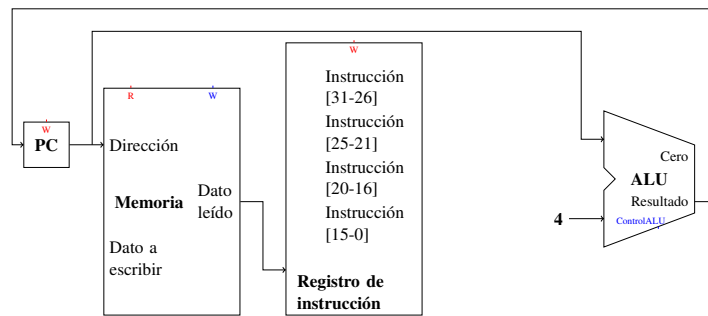 W
PC
R
W
Dirección
Memoria
Dato
leído
Dato a
escribir
W
Instrucción
[31-26]
Instrucción
[25-21]
Instrucción
[20-16]
Instrucción
[15-0]
Registro de
instrucción
4
Cero
ALU
Resultado
ControlALU